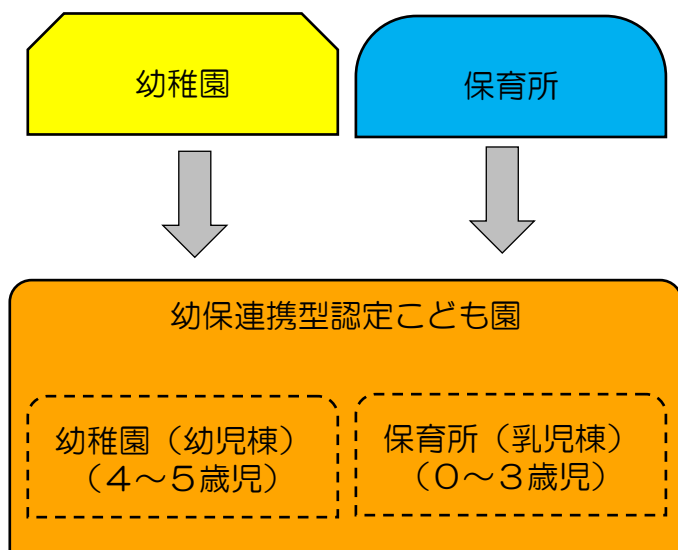 幼稚園
保育所
幼保連携型認定こども園
幼稚園（幼児棟）
（４～５歳児）
保育所（乳児棟）
（０～３歳児）